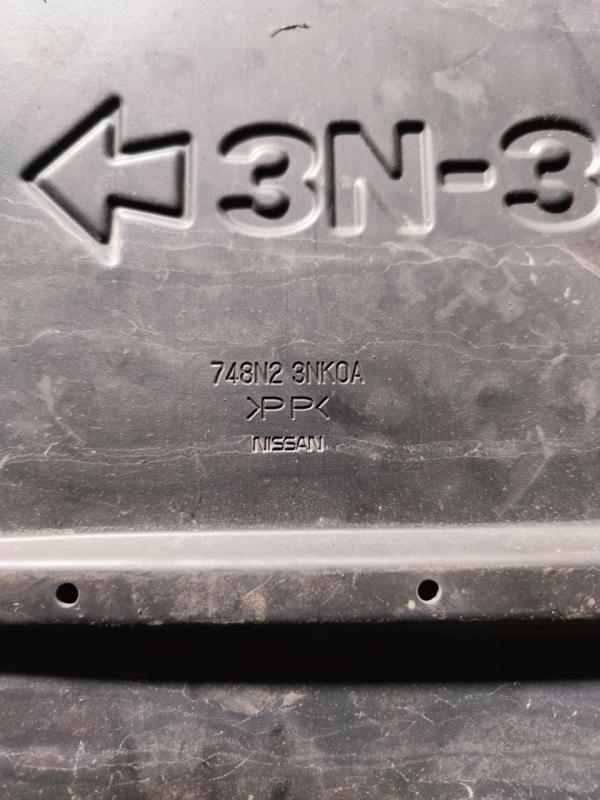 3N-3
748N2 3NK0A
>PP<
NISSAN